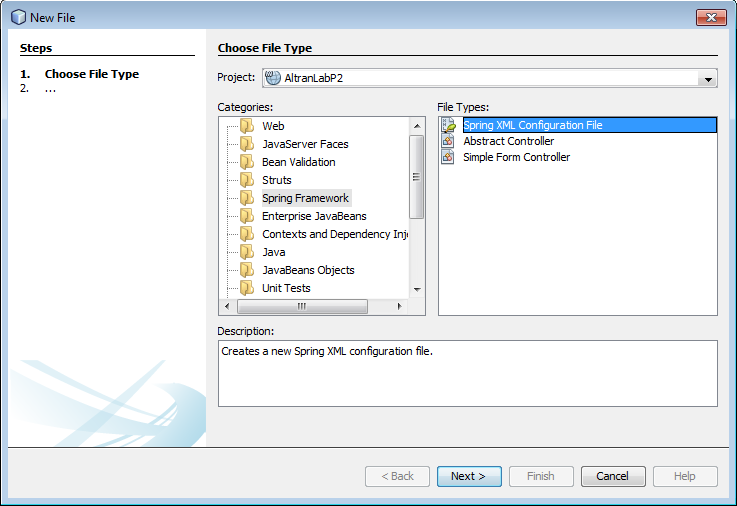 New File
Steps
1. Choose File Type
2. ...
Choose File Type
Project: AltranLabP2
Categories:
Web
JavaServer Faces
Bean Validation
Struts
Spring Framework
Enterprise JavaBeans
Contexts and Dependency Inj
Java
JavaBeans Objects
Unit Tests
File Types:
Spring XML Configuration File
Abstract Controller
Simple Form Controller
Description:
Creates a new Spring XML configuration file.
< Back
Next >
Finish
Cancel
Help